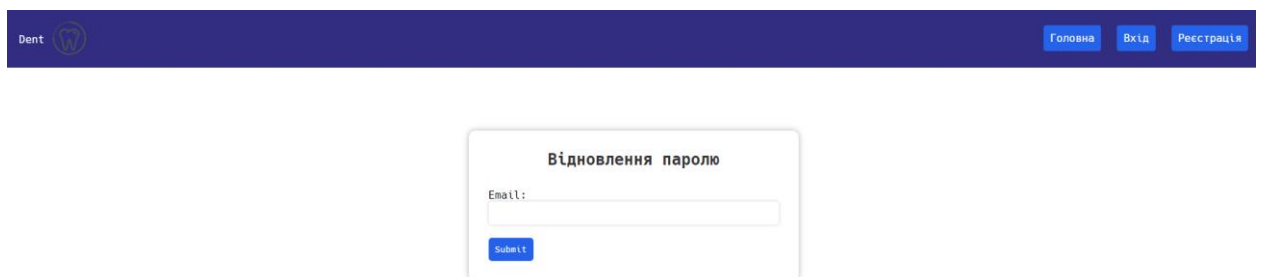 Dent Головна Вхід Реєстрація
Відновлення паролю
Email:
Submit